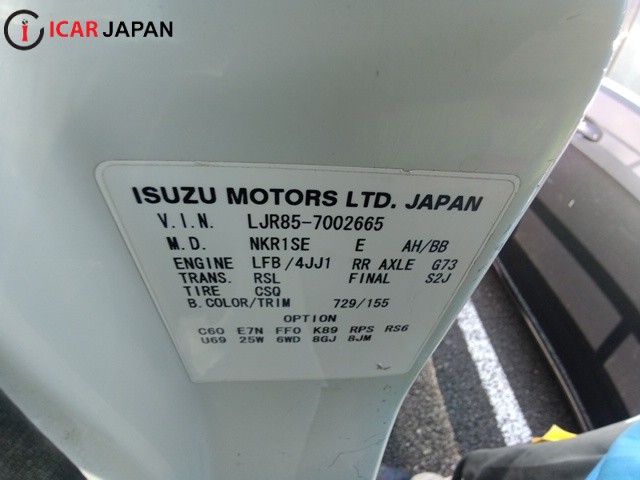 ICAR JAPAN
ISUZU MOTORS LTD. JAPAN
V.I.N. LJR85-7002665
M.D. NKR1SE E AH/BB
ENGINE LFB/4JJ1 RR AXLE G73
TRANS. RSL FINAL S2J
TIRE CSQ
B.COLOR/TRIM 729/155
OPTION
C60 E7N FF0 K89 RPS RS6
U69 25W 6WD 8GJ 8JM